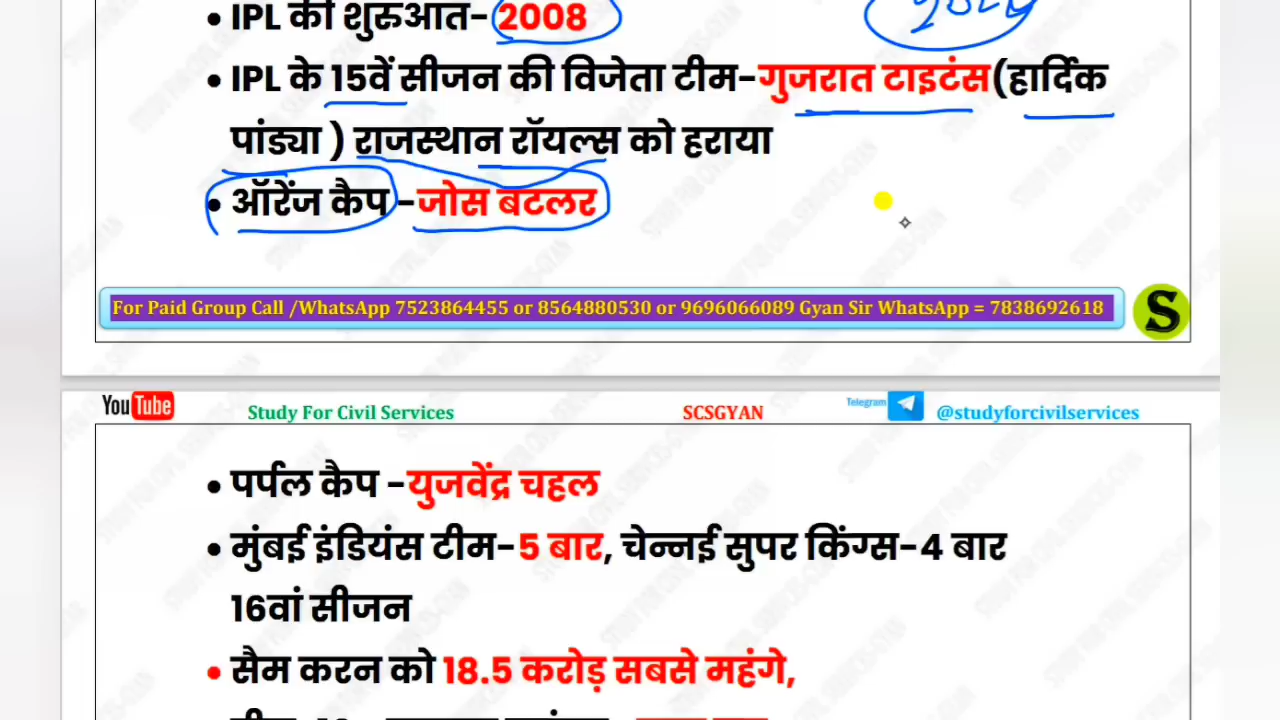 • IPL की शुरुआत- 2008
• IPL के 15वें सीजन की विजेता टीम-गुजरात टाइटंस(हार्दिक
पांड्या ) राजस्थान रॉयल्स को हराया
• ऑरेंज कैप -जोस बटलर
For Paid Group Call /WhatsApp 7523864455 or 8564880530 or 9696066089 Gyan Sir WhatsApp = 7838692618
S
YouTube Study For Civil Services SCSGYAN Telegram @studyforcivilservices
• पर्पल कैप -युजवेंद्र चहल
• मुंबई इंडियंस टीम-5 बार, चेन्नई सुपर किंग्स-4 बार
16वां सीजन
• सैम करन को 18.5 करोड़ सबसे महंगे,